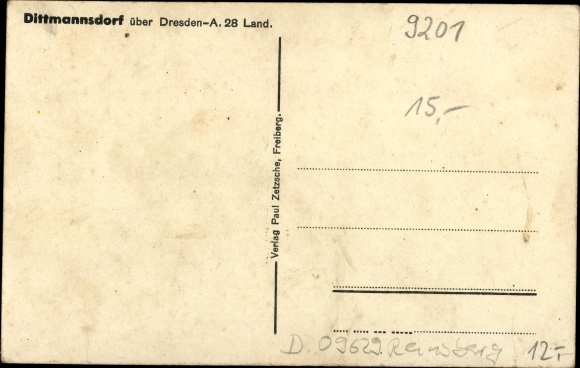 Dittmannsdorf über Dresden-A. 28 Land.
9201
15,-
Verlag Paul Zetzsche, Freiberg.
D. 09629 Reinsberg 12,-